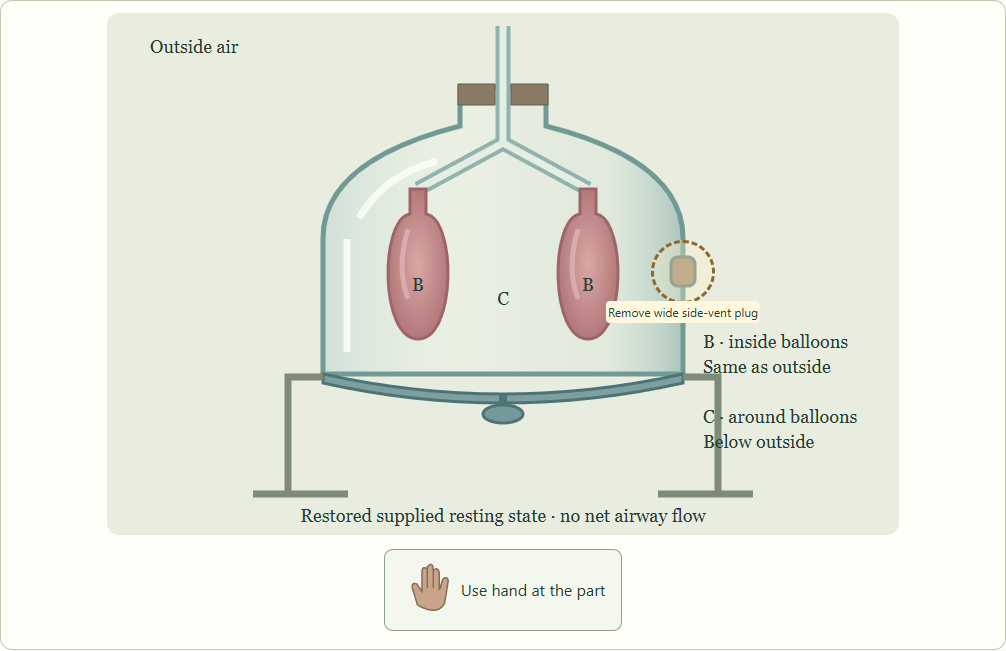 Outside air
B
C
B
Remove wide side-vent plug
B · inside balloons
Same as outside
C · around balloons
Below outside
Restored supplied resting state · no net airway flow
Use hand at the part